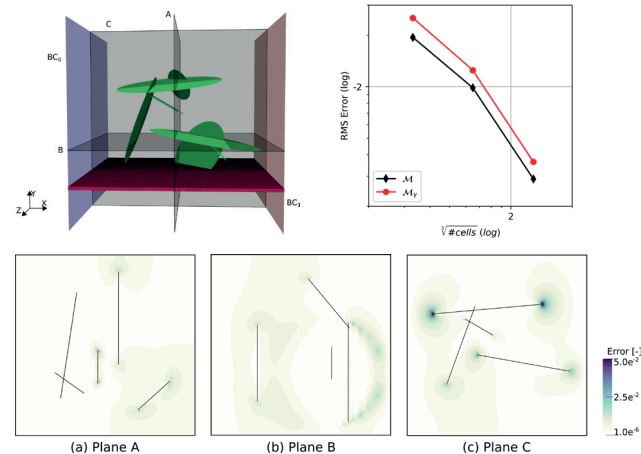 A
C
BC₀
B
BC₁
Y
Z
X
RMS Error (log)
-2
ℳ
ℳᵧ
2
∛#cells (log)
Error [-]
5.0e⁻²
2.5e⁻²
1.0e⁻⁶
(a) Plane A
(b) Plane B
(c) Plane C